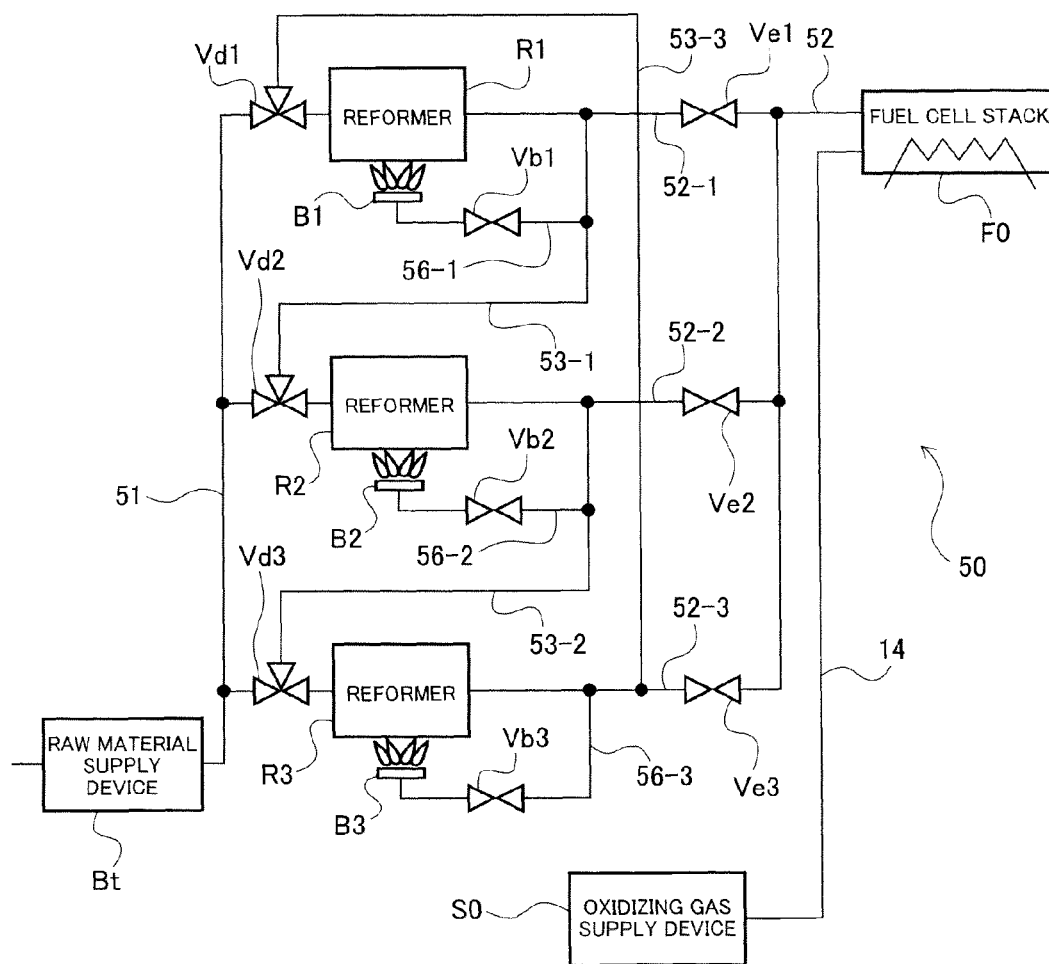 53-3
Ve1
52
Vd1
R1
REFORMER
FUEL CELL STACK
Vb1
52-1
B1
F0
56-1
Vd2
53-1
52-2
REFORMER
Vb2
R2
51
Ve2
B2
56-2
50
Vd3
53-2
52-3
14
REFORMER
RAW MATERIAL
SUPPLY
DEVICE
R3
Vb3
56-3
Ve3
B3
Bt
S0
OXIDIZING GAS
SUPPLY DEVICE